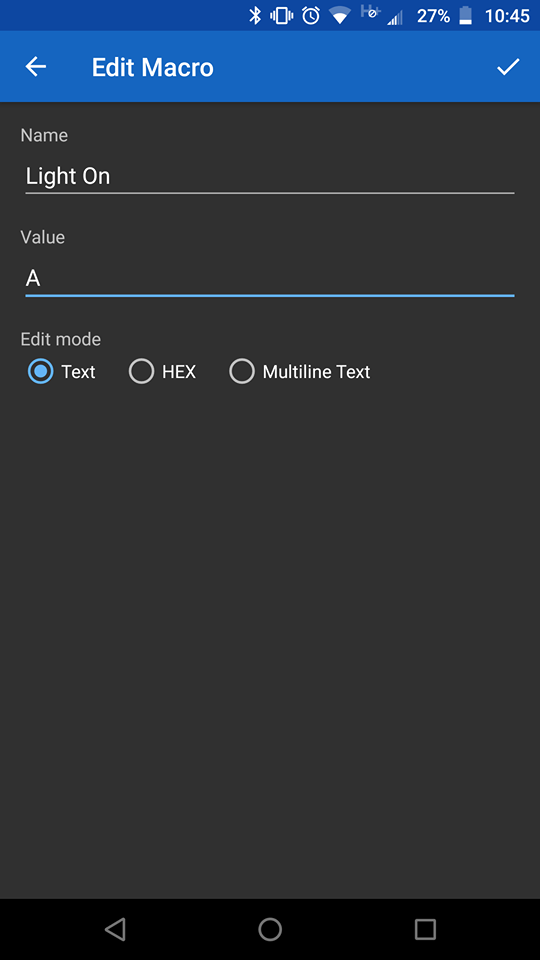 27% 10:45
Edit Macro
Name
Light On
Value
A
Edit mode
Text HEX Multiline Text